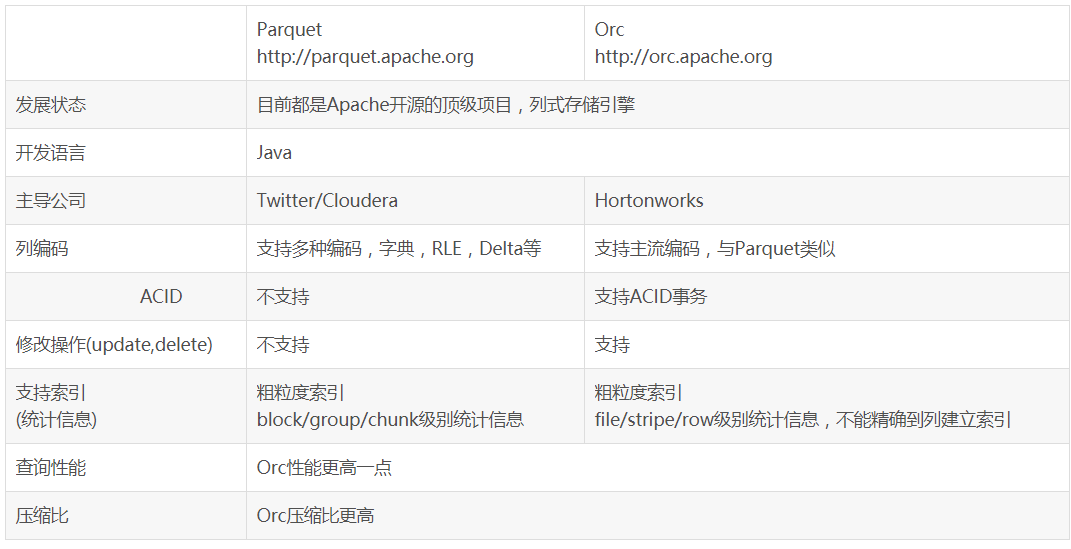 Parquet
http://parquet.apache.org
Orc
http://orc.apache.org
发展状态
目前都是Apache开源的顶级项目，列式存储引擎
开发语言
Java
主导公司
Twitter/Cloudera
Hortonworks
列编码
支持多种编码，字典，RLE，Delta等
支持主流编码，与Parquet类似
ACID
不支持
支持ACID事务
修改操作(update,delete)
不支持
支持
支持索引
(统计信息)
粗粒度索引
block/group/chunk级别统计信息
粗粒度索引
file/stripe/row级别统计信息，不能精确到列建立索引
查询性能
Orc性能更高一点
压缩比
Orc压缩比更高